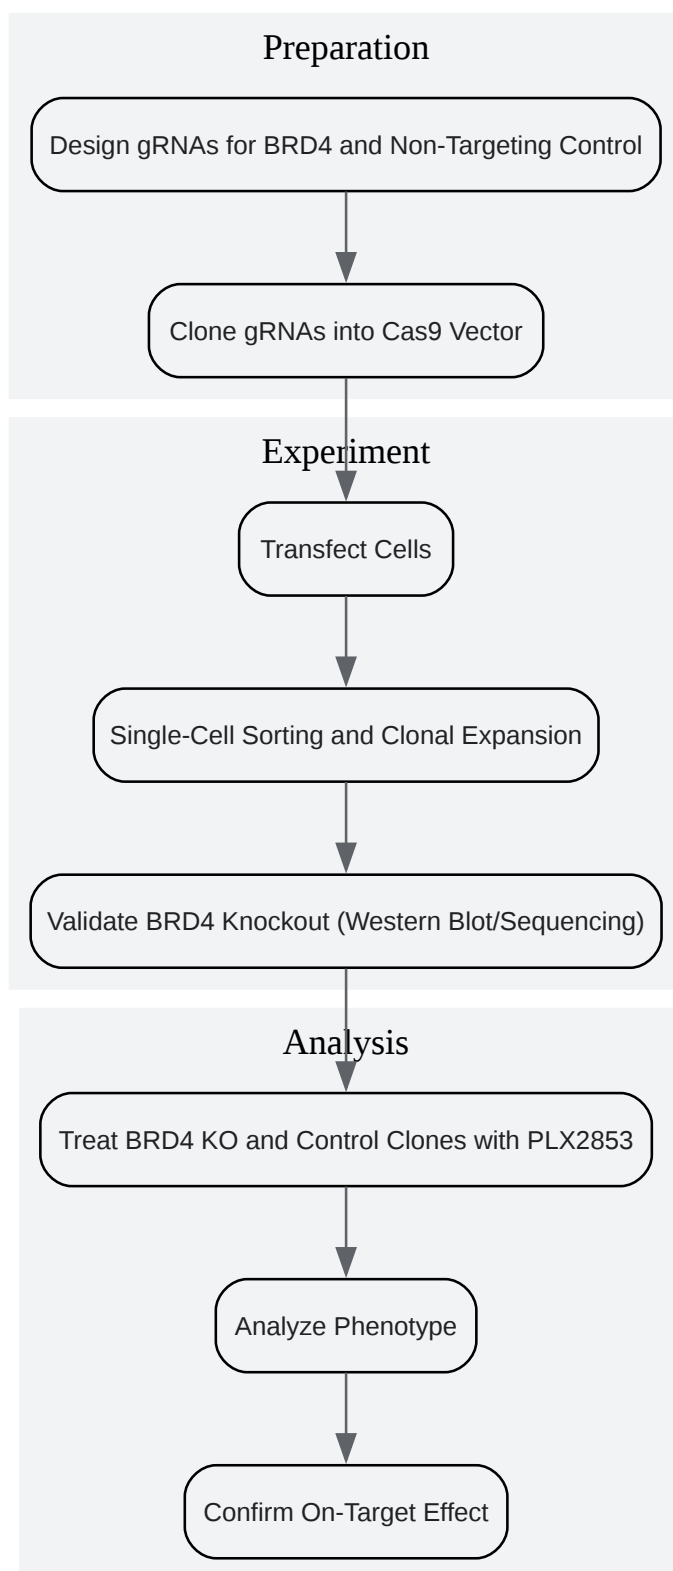 Preparation
Design gRNAs for BRD4 and Non-Targeting Control
Clone gRNAs into Cas9 Vector
Experiment
Transfect Cells
Single-Cell Sorting and Clonal Expansion
Validate BRD4 Knockout (Western Blot/Sequencing)
Analysis
Treat BRD4 KO and Control Clones with PLX2853
Analyze Phenotype
Confirm On-Target Effect